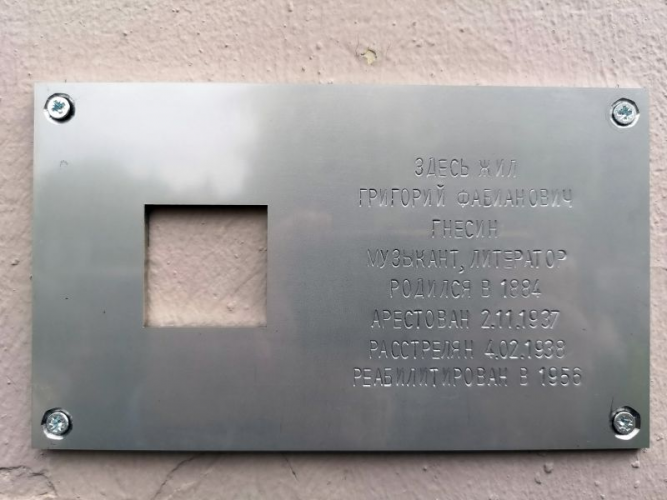 ЗДЕСЬ ЖИЛ
ГРИГОРИЙ ФАБИАНОВИЧ
ГНЕСИН
МУЗЫКАНТ, ЛИТЕРАТОР
РОДИЛСЯ В 1884
АРЕСТОВАН 2.11.1937
РАССТРЕЛЯН 4.02.1938
РЕАБИЛИТИРОВАН В 1956